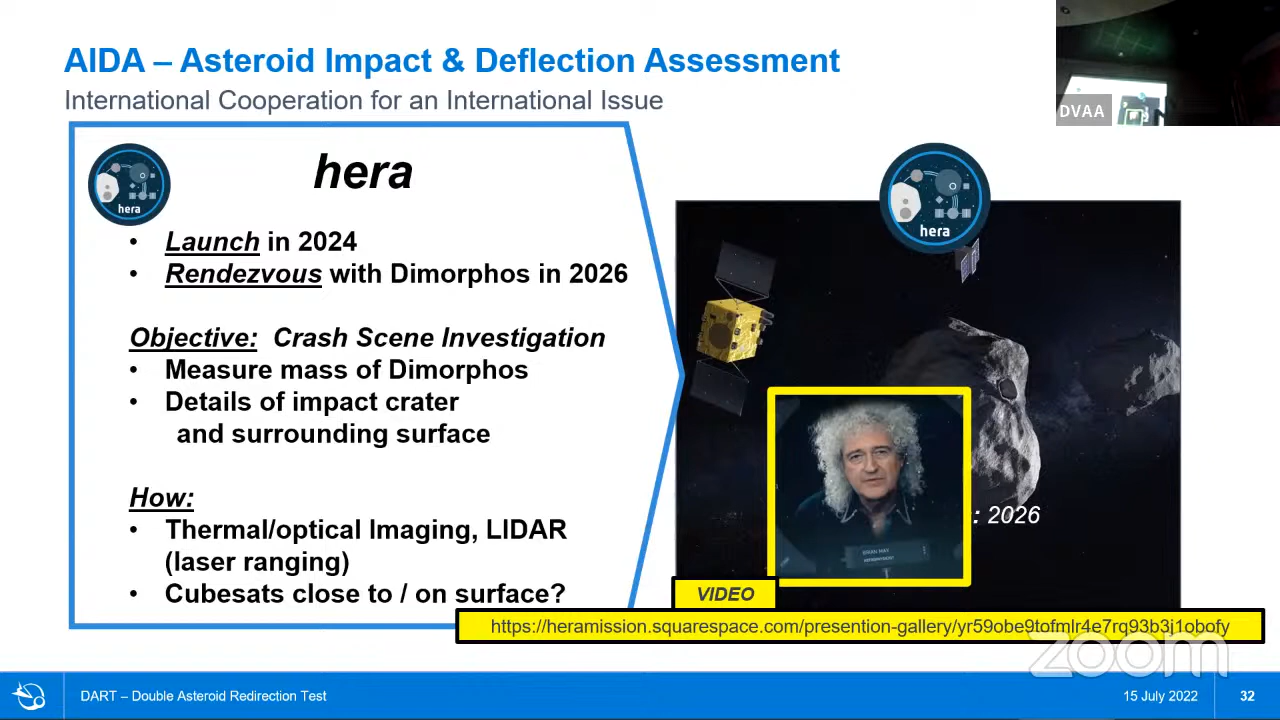 AIDA – Asteroid Impact & Deflection Assessment
International Cooperation for an International Issue
DVAA
hera
hera
• Launch in 2024
• Rendezvous with Dimorphos in 2026
Objective: Crash Scene Investigation
• Measure mass of Dimorphos
• Details of impact crater
and surrounding surface
How:
• Thermal/optical Imaging, LIDAR
(laser ranging)
• Cubesats close to / on surface?
hera
: 2026
BRIAN MAY
VIDEO
https://heramission.squarespace.com/presention-gallery/yr59obe9tofmlr4e7rq93b3j1obofy
zoom
DART – Double Asteroid Redirection Test
15 July 2022
32